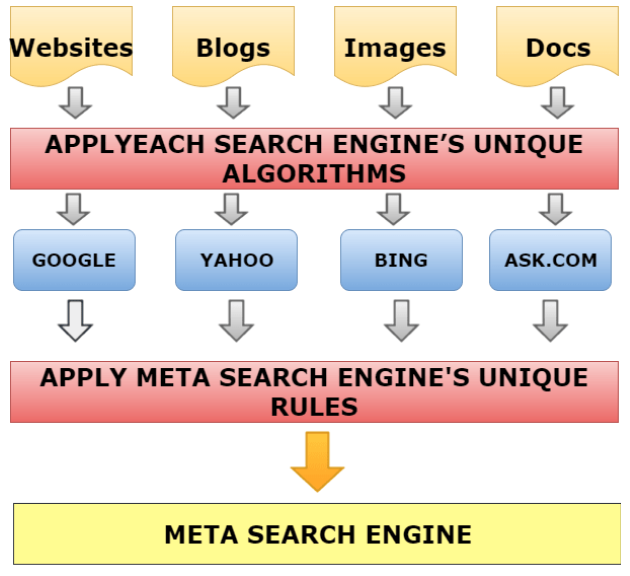 Websites
Blogs
Images
Docs
APPLYEACH SEARCH ENGINE’S UNIQUE
ALGORITHMS
GOOGLE
YAHOO
BING
ASK.COM
APPLY META SEARCH ENGINE'S UNIQUE
RULES
META SEARCH ENGINE